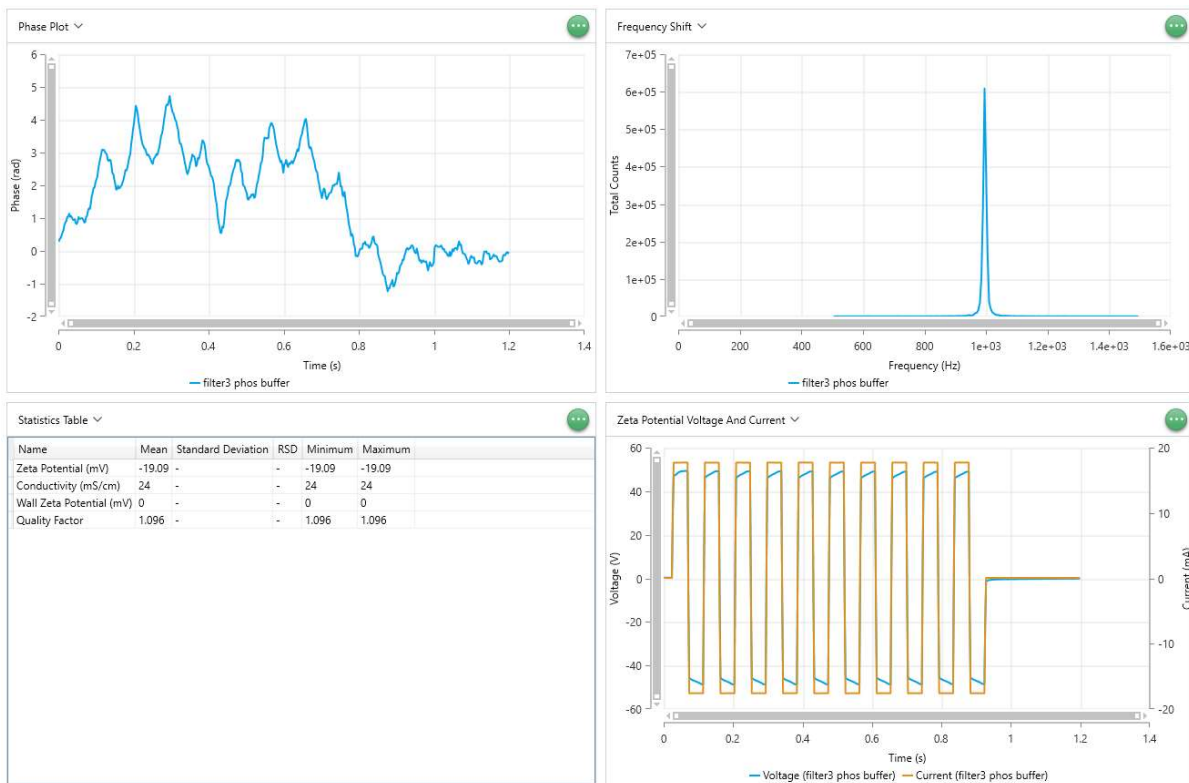 Phase Plot
6
5
4
3
2
1
0
-1
-2
Phase (rad)
0 0.2 0.4 0.6 0.8 1 1.2 1.4
Time (s)
filter3 phos buffer
Frequency Shift
7e+05
6e+05
5e+05
4e+05
3e+05
2e+05
1e+05
0
Total Counts
0 200 400 600 800 1e+03 1.2e+03 1.4e+03 1.6e+03
Frequency (Hz)
filter3 phos buffer
Statistics Table
Name Mean Standard Deviation RSD Minimum Maximum
Zeta Potential (mV) -19.09 - - -19.09 -19.09
Conductivity (mS/cm) 24 - - 24 24
Wall Zeta Potential (mV) 0 - - 0 0
Quality Factor 1.096 - - 1.096 1.096
Zeta Potential Voltage And Current
60
40
20
0
-20
-40
-60
Voltage (V)
20
10
0
-10
-20
Current (mA)
0 0.2 0.4 0.6 0.8 1 1.2 1.4
Time (s)
Voltage (filter3 phos buffer) Current (filter3 phos buffer)